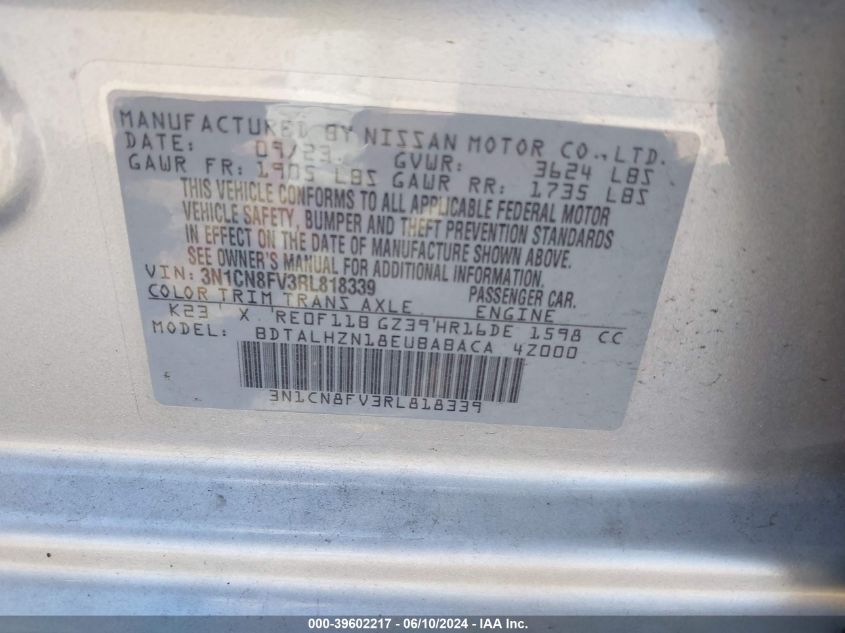 MANUFACTURED BY NISSAN MOTOR CO., LTD.
DATE: 09/23 GVWR: 3624 LBS
GAWR FR: 1905 LBS GAWR RR: 1735 LBS
THIS VEHICLE CONFORMS TO ALL APPLICABLE FEDERAL MOTOR
VEHICLE SAFETY, BUMPER AND THEFT PREVENTION STANDARDS
IN EFFECT ON THE DATE OF MANUFACTURE SHOWN ABOVE.
SEE OWNER'S MANUAL FOR ADDITIONAL INFORMATION.
VIN: 3N1CN8FV3RL818339 PASSENGER CAR.
COLOR TRIM TRANS AXLE ENGINE
K23 X RE0F11B GZ39 HR16DE 1598 CC
MODEL: BDTALHZN18EUBABACA 4Z000
3N1CN8FV3RL818339
000-39602217 - 06/10/2024 - IAA Inc.